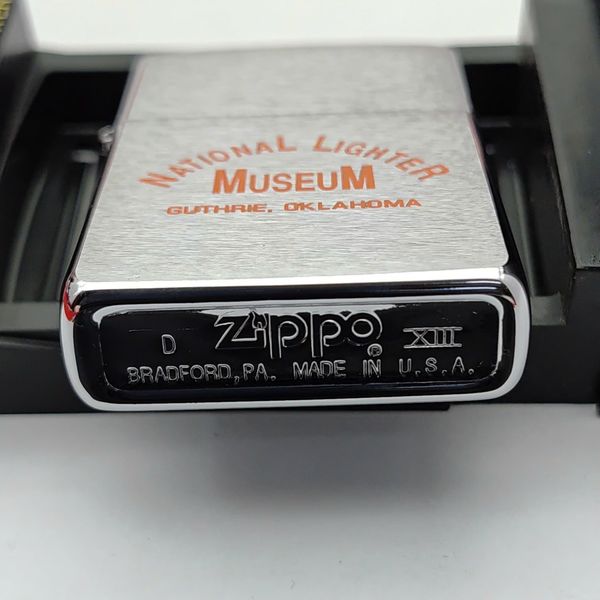 NATIONAL LIGHTER
MUSEUM
GUTHRIE, OKLAHOMA
D Zippo® XIII
BRADFORD, PA. MADE IN U.S.A.